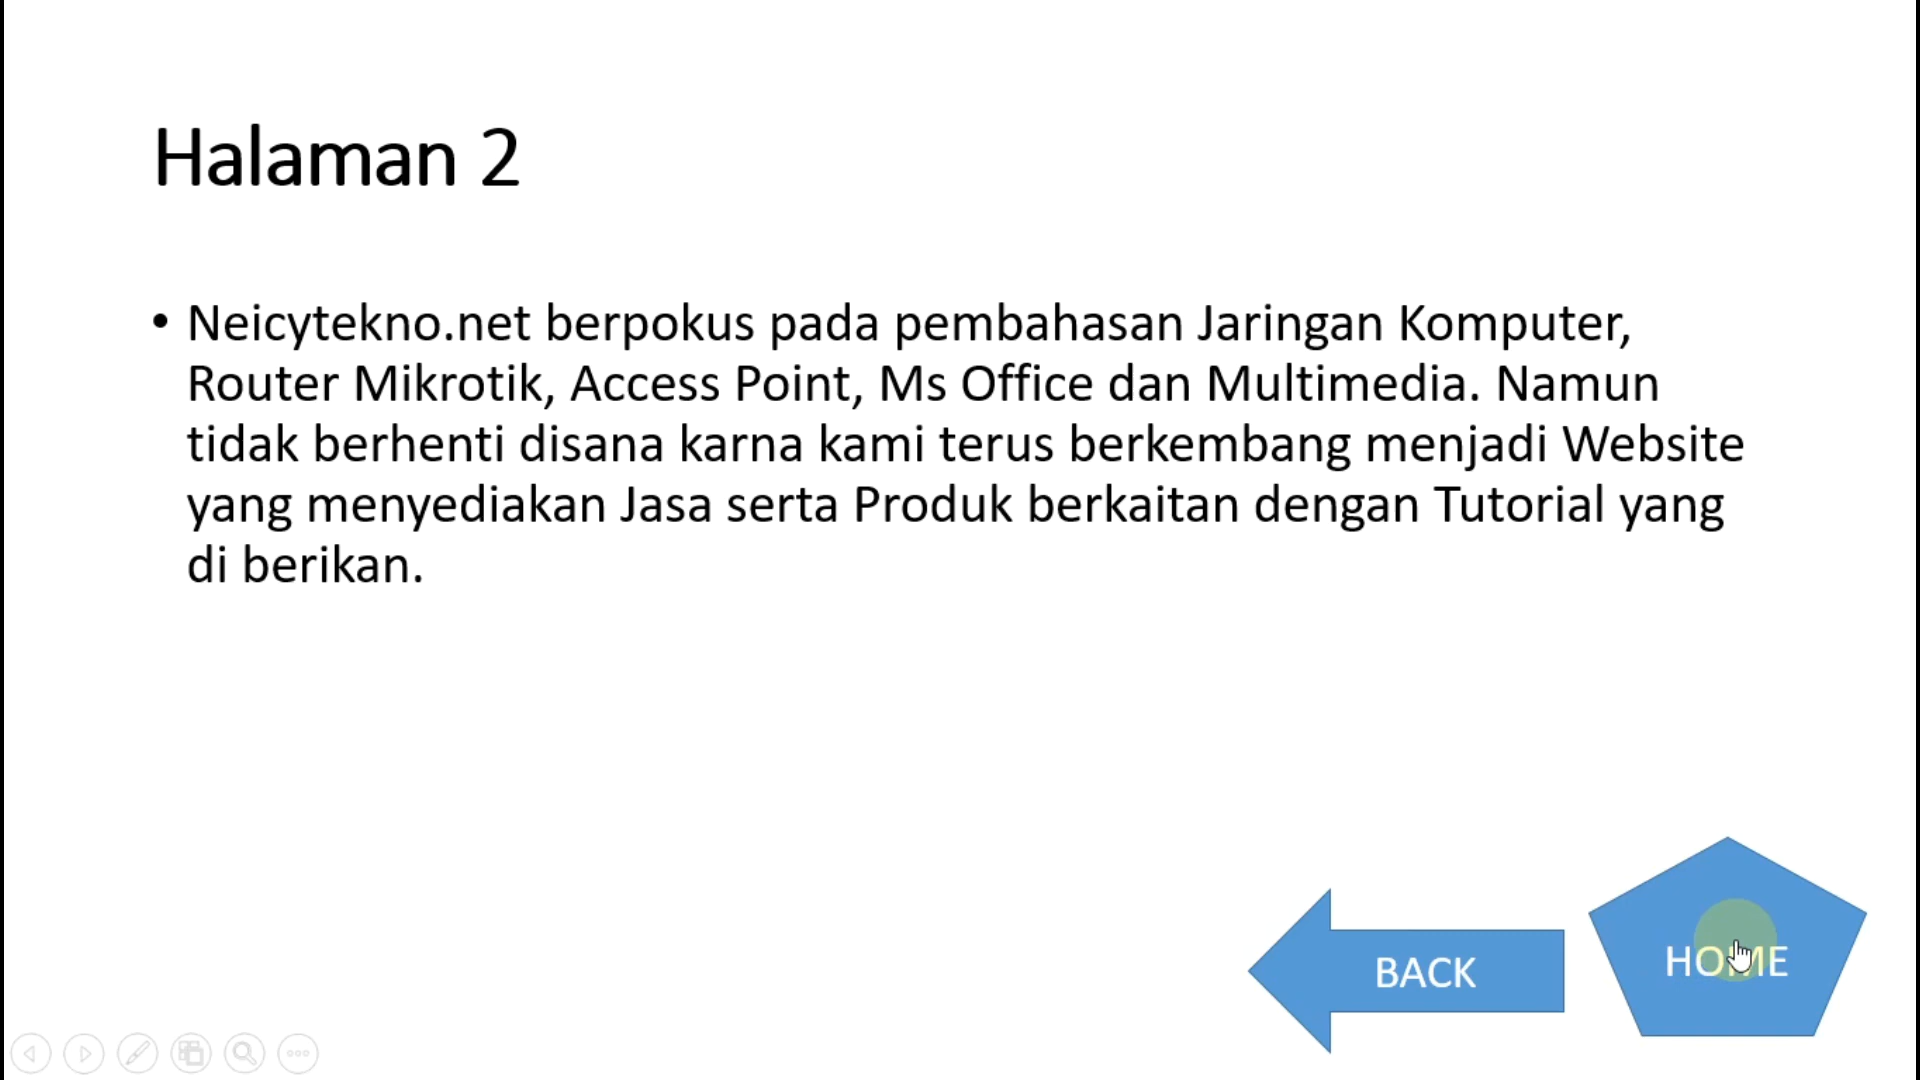 Halaman 2
• Neicytekno.net berpokus pada pembahasan Jaringan Komputer,
Router Mikrotik, Access Point, Ms Office dan Multimedia. Namun
tidak berhenti disana karna kami terus berkembang menjadi Website
yang menyediakan Jasa serta Produk berkaitan dengan Tutorial yang
di berikan.
BACK
HOME